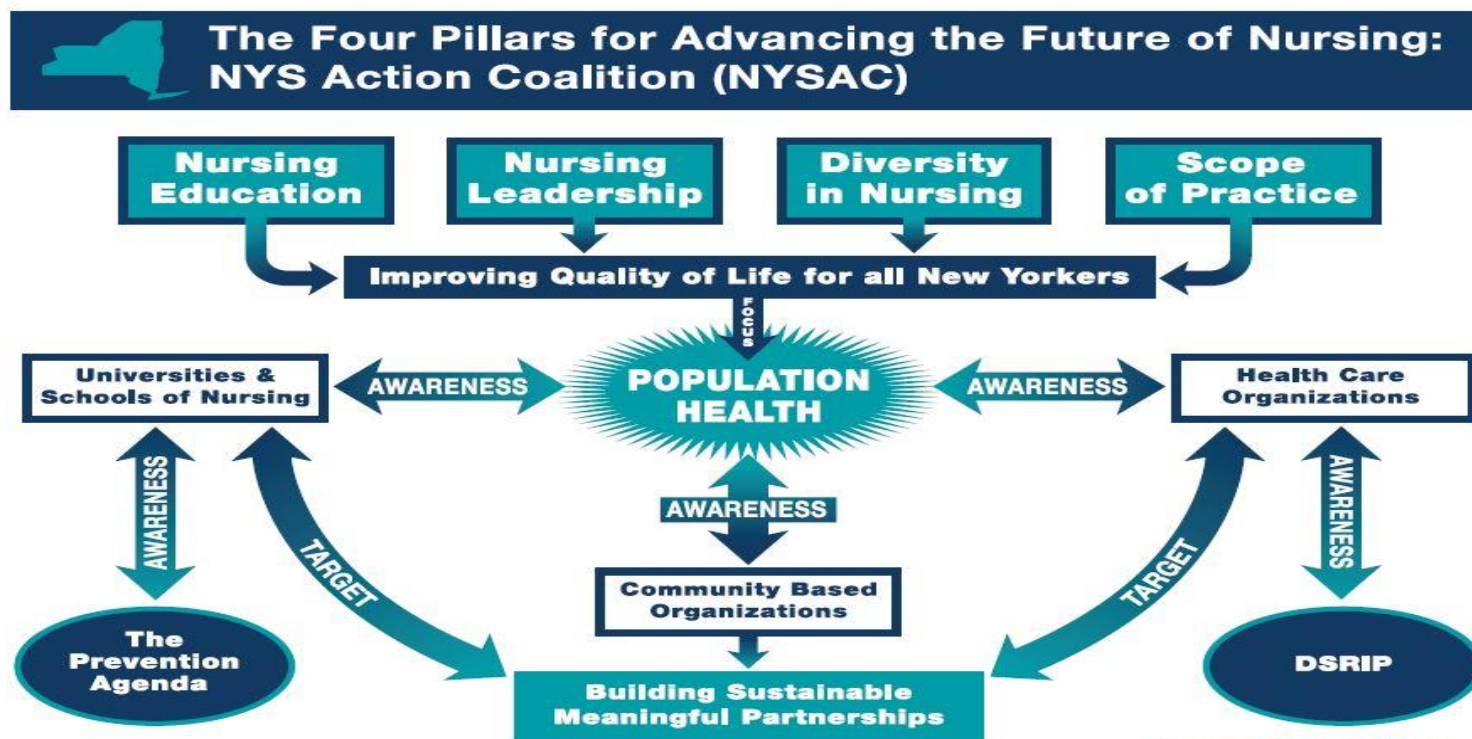 The Four Pillars for Advancing the Future of Nursing:
NYS Action Coalition (NYSAC)
Nursing
Education
Nursing
Leadership
Diversity
in Nursing
Scope
of Practice
Improving Quality of Life for all New Yorkers
FOCUS
Universities &
Schools of Nursing
AWARENESS
POPULATION
HEALTH
AWARENESS
Health Care
Organizations
AWARENESS
TARGET
AWARENESS
TARGET
AWARENESS
Community Based
Organizations
The
Prevention
Agenda
DSRIP
Building Sustainable
Meaningful Partnerships